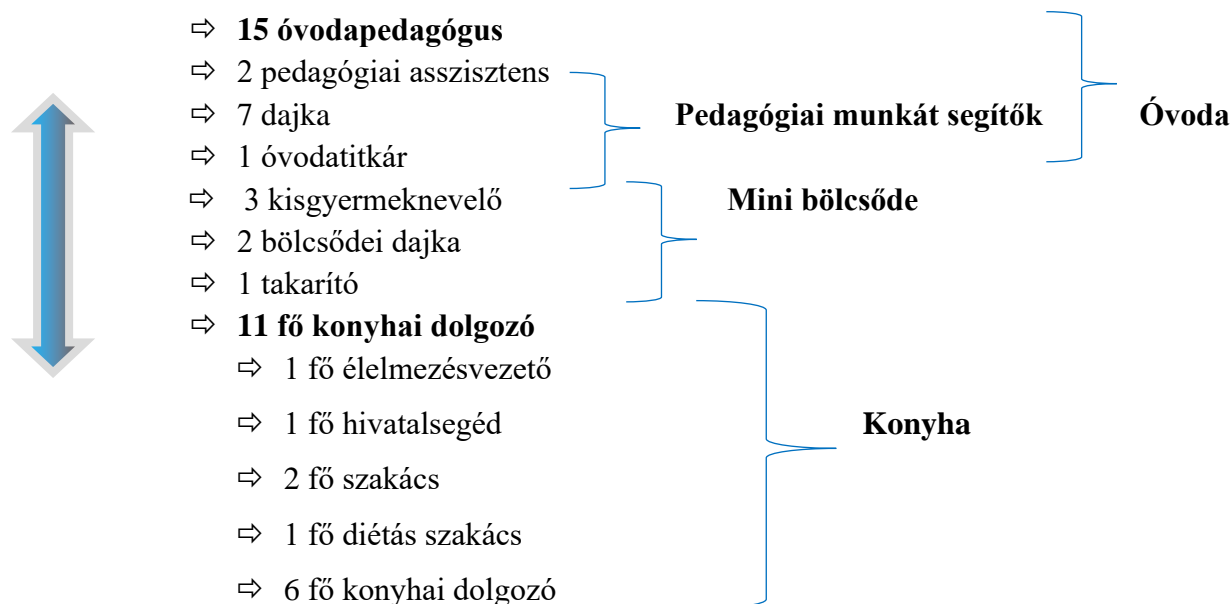 ⇨ 15 óvodapedagógus
⇨ 2 pedagógiai asszisztens
⇨ 7 dajka Pedagógiai munkát segítők Óvoda
⇨ 1 óvodatitkár
⇨ 3 kisgyermeknevelő Mini bölcsőde
⇨ 2 bölcsődei dajka
⇨ 1 takarító
⇨ 11 fő konyhai dolgozó
⇨ 1 fő élelmezésvezető
⇨ 1 fő hivatalsegéd Konyha
⇨ 2 fő szakács
⇨ 1 fő diétás szakács
⇨ 6 fő konyhai dolgozó